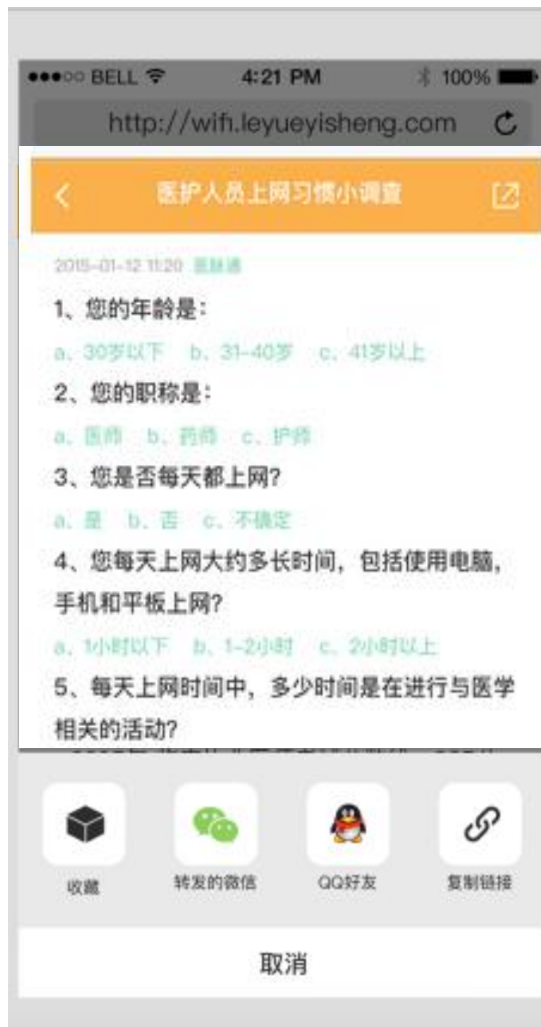 BELL 4:21 PM 100%
http://wifi.leyueyisheng.com
医护人员上网习惯小调查
2015-01-12 11:20 医脉通
1、您的年龄是:
a、30岁以下 b、31-40岁 c、41岁以上
2、您的职称是:
a、医师 b、药师 c、护师
3、您是否每天都上网?
a、是 b、否 c、不确定
4、您每天上网大约多长时间，包括使用电脑，
手机和平板上网?
a、1小时以下 b、1-2小时 c、2小时以上
5、每天上网时间中，多少时间是在进行与医学
相关的活动?
收藏 转发的微信 QQ好友 复制链接
取消